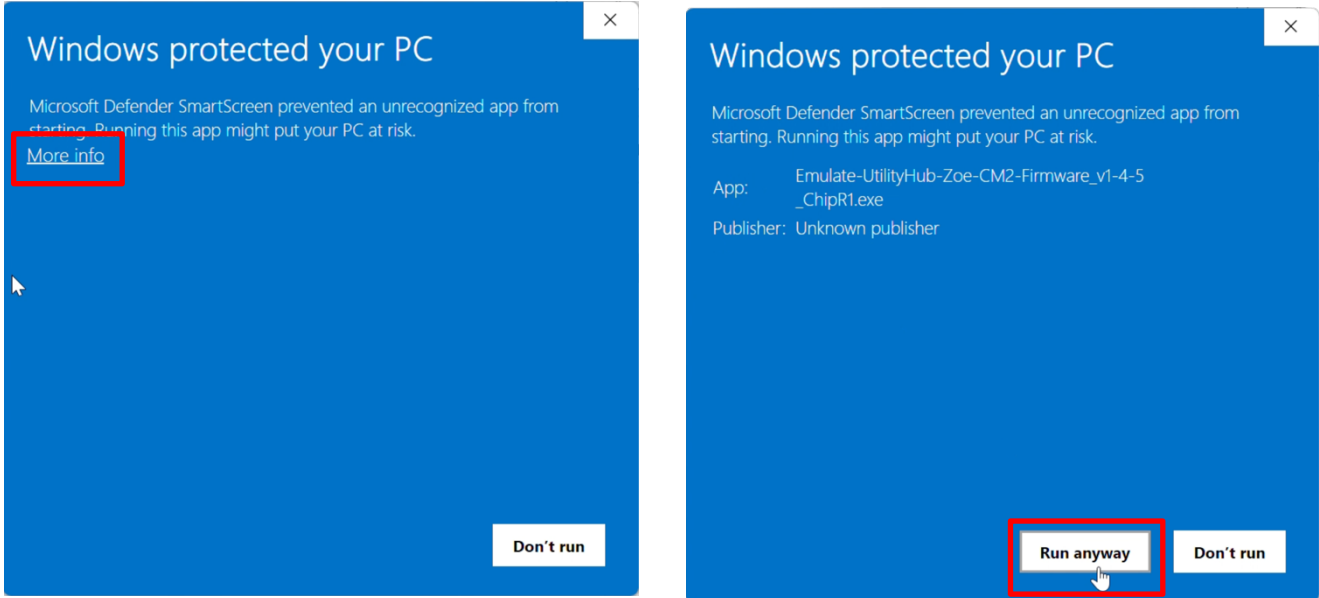 Windows protected your PC
Microsoft Defender SmartScreen prevented an unrecognized app from
starting. Running this app might put your PC at risk.
More info
Don't run
Windows protected your PC
Microsoft Defender SmartScreen prevented an unrecognized app from
starting. Running this app might put your PC at risk.
App: Emulate-UtilityHub-Zoe-CM2-Firmware_v1-4-5
_ChipR1.exe
Publisher: Unknown publisher
Run anyway Don't run